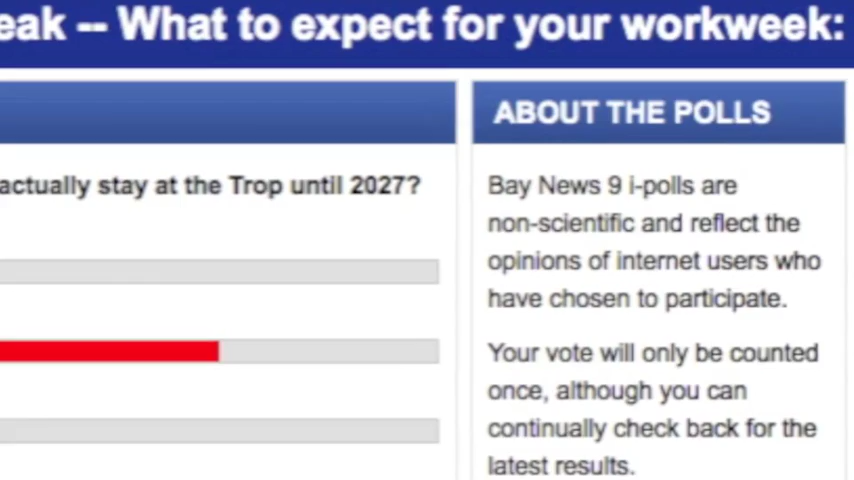 eak -- What to expect for your workweek:
ABOUT THE POLLS
actually stay at the Trop until 2027?
Bay News 9 i-polls are
non-scientific and reflect the
opinions of internet users who
have chosen to participate.
Your vote will only be counted
once, although you can
continually check back for the
latest results.